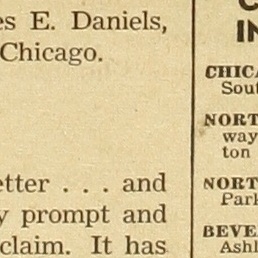 es E. Daniels,
Chicago.
etter . . . and
y prompt and
claim. It has
C
IN
CHICA
Sout
NORT
way
ton
NORT
Park
BEVE
Ashl